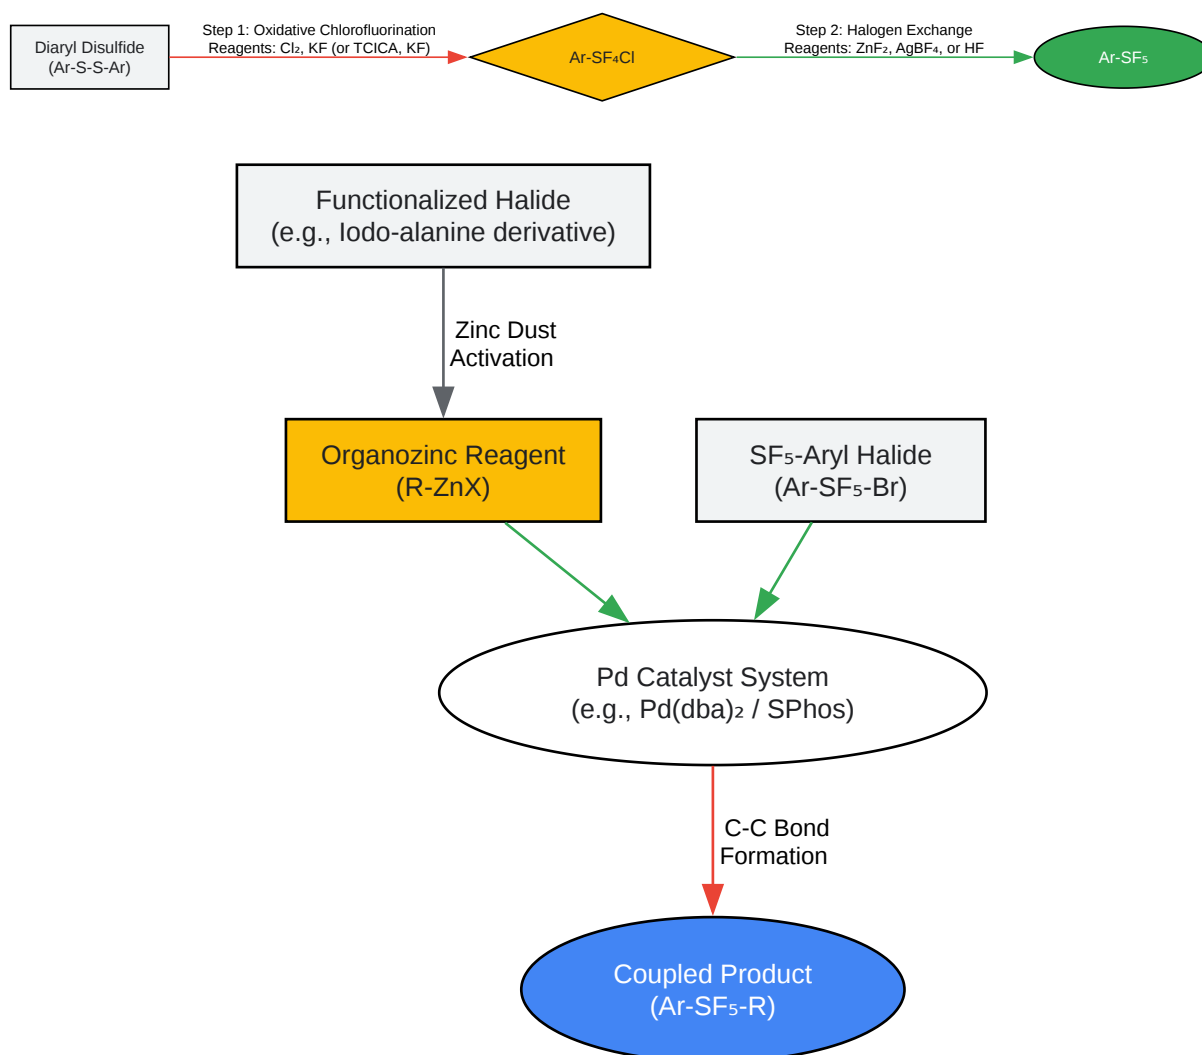 Diaryl Disulfide
(Ar-S-S-Ar)
Step 1: Oxidative Chlorofluorination
Reagents: Cl₂, KF (or TCICA, KF)
Ar-SF₄Cl
Step 2: Halogen Exchange
Reagents: ZnF₂, AgBF₄, or HF
Ar-SF₅
Functionalized Halide
(e.g., Iodo-alanine derivative)
Zinc Dust
Activation
Organozinc Reagent
(R-ZnX)
SF₅-Aryl Halide
(Ar-SF₅-Br)
Pd Catalyst System
(e.g., Pd(dba)₂ / SPhos)
C-C Bond
Formation
Coupled Product
(Ar-SF₅-R)